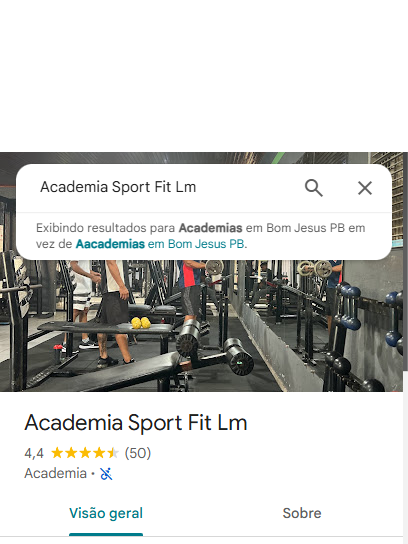 Academia Sport Fit Lm
Exibindo resultados para Academias em Bom Jesus PB em
vez de Aacademias em Bom Jesus PB.
Academia Sport Fit Lm
4,4 (50)
Academia ·
Visão geral Sobre